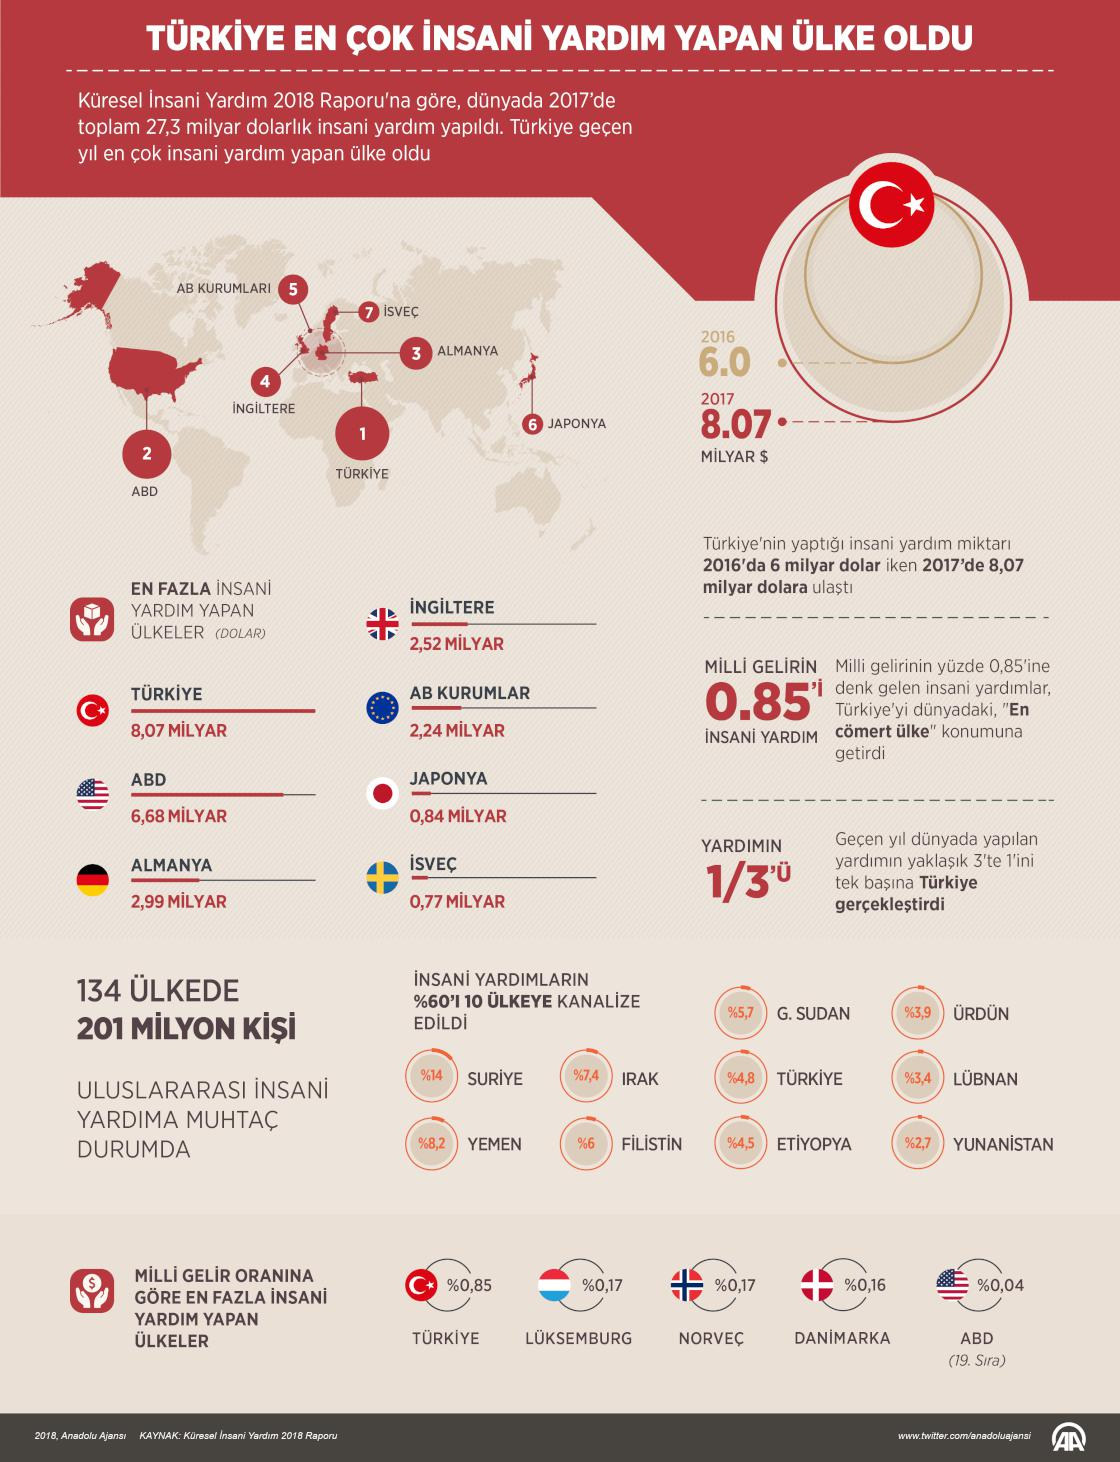 TÜRKİYE EN ÇOK İNSANİ YARDIM YAPAN ÜLKE OLDU
Küresel İnsani Yardım 2018 Raporu'na göre, dünyada 2017'de
toplam 27,3 milyar dolarlık insani yardım yapıldı. Türkiye geçen
yıl en çok insani yardım yapan ülke oldu
AB KURUMLARI 5
7 İSVEÇ
3 ALMANYA
4
İNGİLTERE
1
TÜRKİYE
2
ABD
6 JAPONYA
2016
6.0
2017
8.07
MİLYAR $
Türkiye'nin yaptığı insani yardım miktarı
2016'da 6 milyar dolar iken 2017'de 8,07
milyar dolara ulaştı
MİLLİ GELİRİN
0.85'İ
İNSANİ YARDIM
Milli gelirinin yüzde 0,85'ine
denk gelen insani yardımlar,
Türkiye'yi dünyadaki, "En
cömert ülke" konumuna
getirdi
YARDIMIN
1/3'Ü
Geçen yıl dünyada yapılan
yardımın yaklaşık 3'te 1'ini
tek başına Türkiye
gerçekleştirdi
EN FAZLA İNSANİ
YARDIM YAPAN
ÜLKELER (DOLAR)
TÜRKİYE
8,07 MİLYAR
ABD
6,68 MİLYAR
ALMANYA
2,99 MİLYAR
İNGİLTERE
2,52 MİLYAR
AB KURUMLAR
2,24 MİLYAR
JAPONYA
0,84 MİLYAR
İSVEÇ
0,77 MİLYAR
134 ÜLKEDE
201 MİLYON KİŞİ
ULUSLARARASI İNSANİ
YARDIMA MUHTAÇ
DURUMDA
İNSANİ YARDIMLARIN
%60'I 10 ÜLKEYE KANALİZE
EDİLDİ
%14 SURİYE
%8,2 YEMEN
%7,4 IRAK
%6 FİLİSTİN
%5,7 G. SUDAN
%4,8 TÜRKİYE
%4,5 ETİYOPYA
%3,9 ÜRDÜN
%3,4 LÜBNAN
%2,7 YUNANİSTAN
$
MİLLİ GELİR ORANINA
GÖRE EN FAZLA İNSANİ
YARDIM YAPAN
ÜLKELER
%0,85
TÜRKİYE
%0,17
LÜKSEMBURG
%0,17
NORVEÇ
%0,16
DANİMARKA
%0,04
ABD
(19. Sıra)
2018, Anadolu Ajansı KAYNAK: Küresel İnsani Yardım 2018 Raporu
www.twitter.com/anadoluajansi
AA